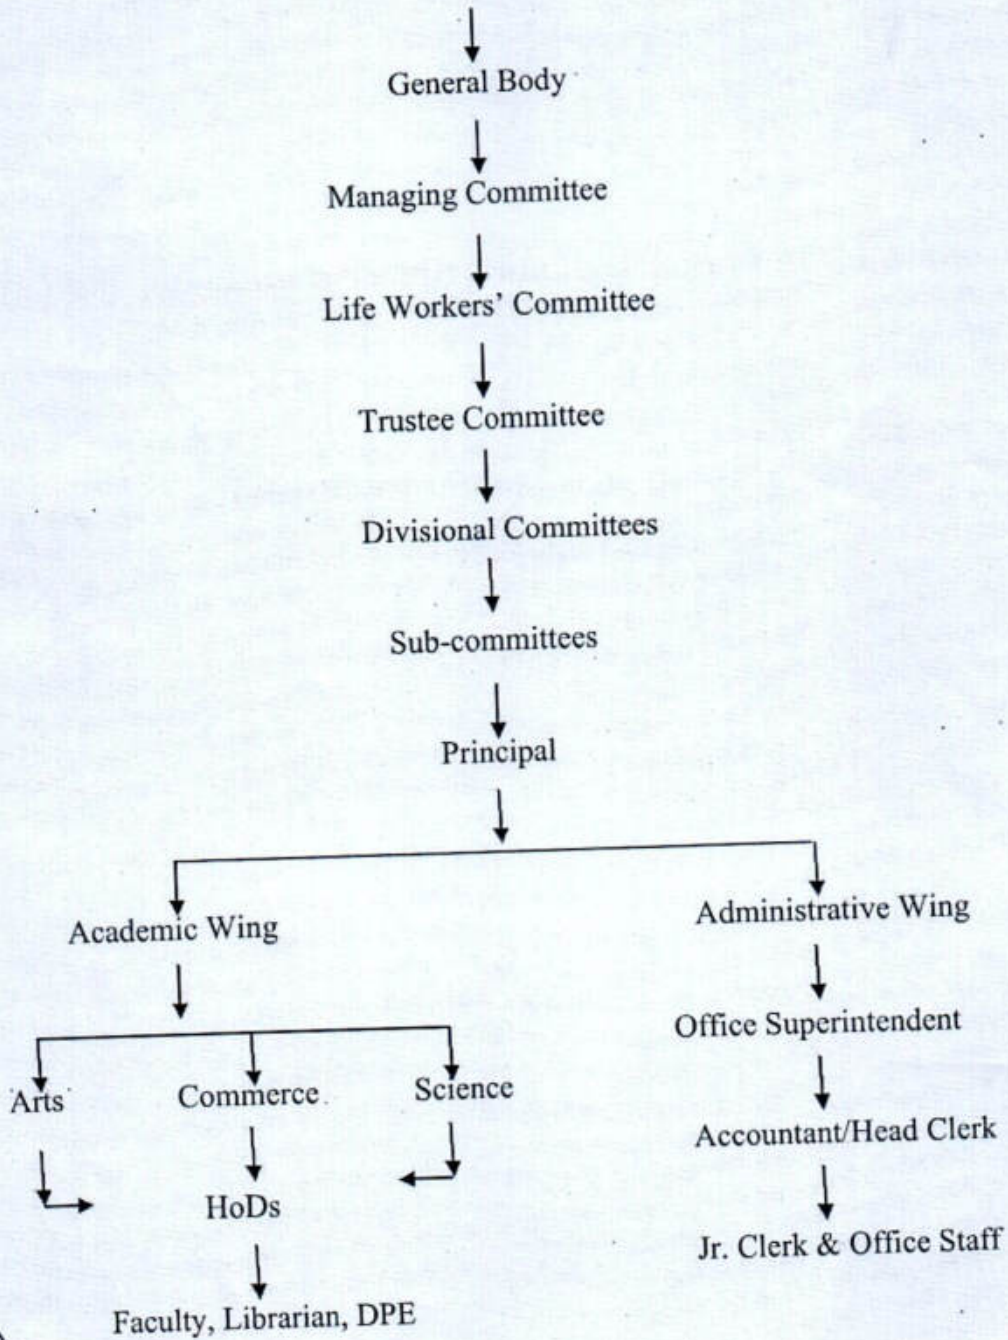 General Body
Managing Committee
Life Workers' Committee
Trustee Committee
Divisional Committees
Sub-committees
Principal
Academic Wing
Administrative Wing
Office Superintendent
Arts
Commerce
Science
Accountant/Head Clerk
HoDs
Jr. Clerk & Office Staff
Faculty, Librarian, DPE